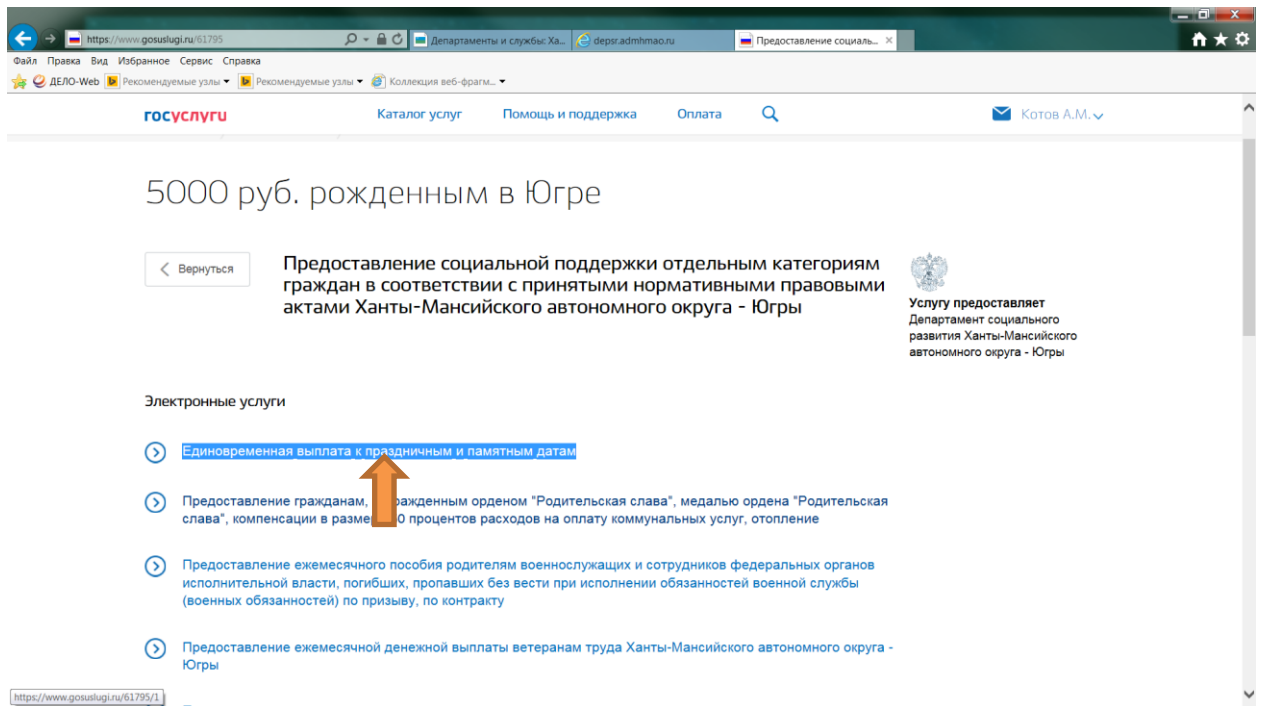 https://www.gosuslugi.ru/61795
Департаменты и службы: Ха...
depsr.admhmao.ru
Предоставление социаль...
Файл Правка Вид Избранное Сервис Справка
ДЕЛО-Web Рекомендуемые узлы Рекомендуемые узлы Коллекция веб-фрагм...
госуслуги
Каталог услуг Помощь и поддержка Оплата
Котов А.М.
5000 руб. рожденным в Югре
Вернуться
Предоставление социальной поддержки отдельным категориям
граждан в соответствии с принятыми нормативными правовыми
актами Ханты-Мансийского автономного округа - Югры
Услугу предоставляет
Департамент социального
развития Ханты-Мансийского
автономного округа - Югры
Электронные услуги
Единовременная выплата к праздничным и памятным датам
Предоставление гражданам, орденом "Родительская слава", медалью ордена "Родительская
слава", компенсации в процентов расходов на оплату коммунальных услуг, отопление
Предоставление ежемесячного пособия родителям военнослужащих и сотрудников федеральных органов
исполнительной власти, погибших, пропавших без вести при исполнении обязанностей военной службы
(военных обязанностей) по призыву, по контракту
Предоставление ежемесячной денежной выплаты ветеранам труда Ханты-Мансийского автономного округа -
Югры
https://www.gosuslugi.ru/61795/1